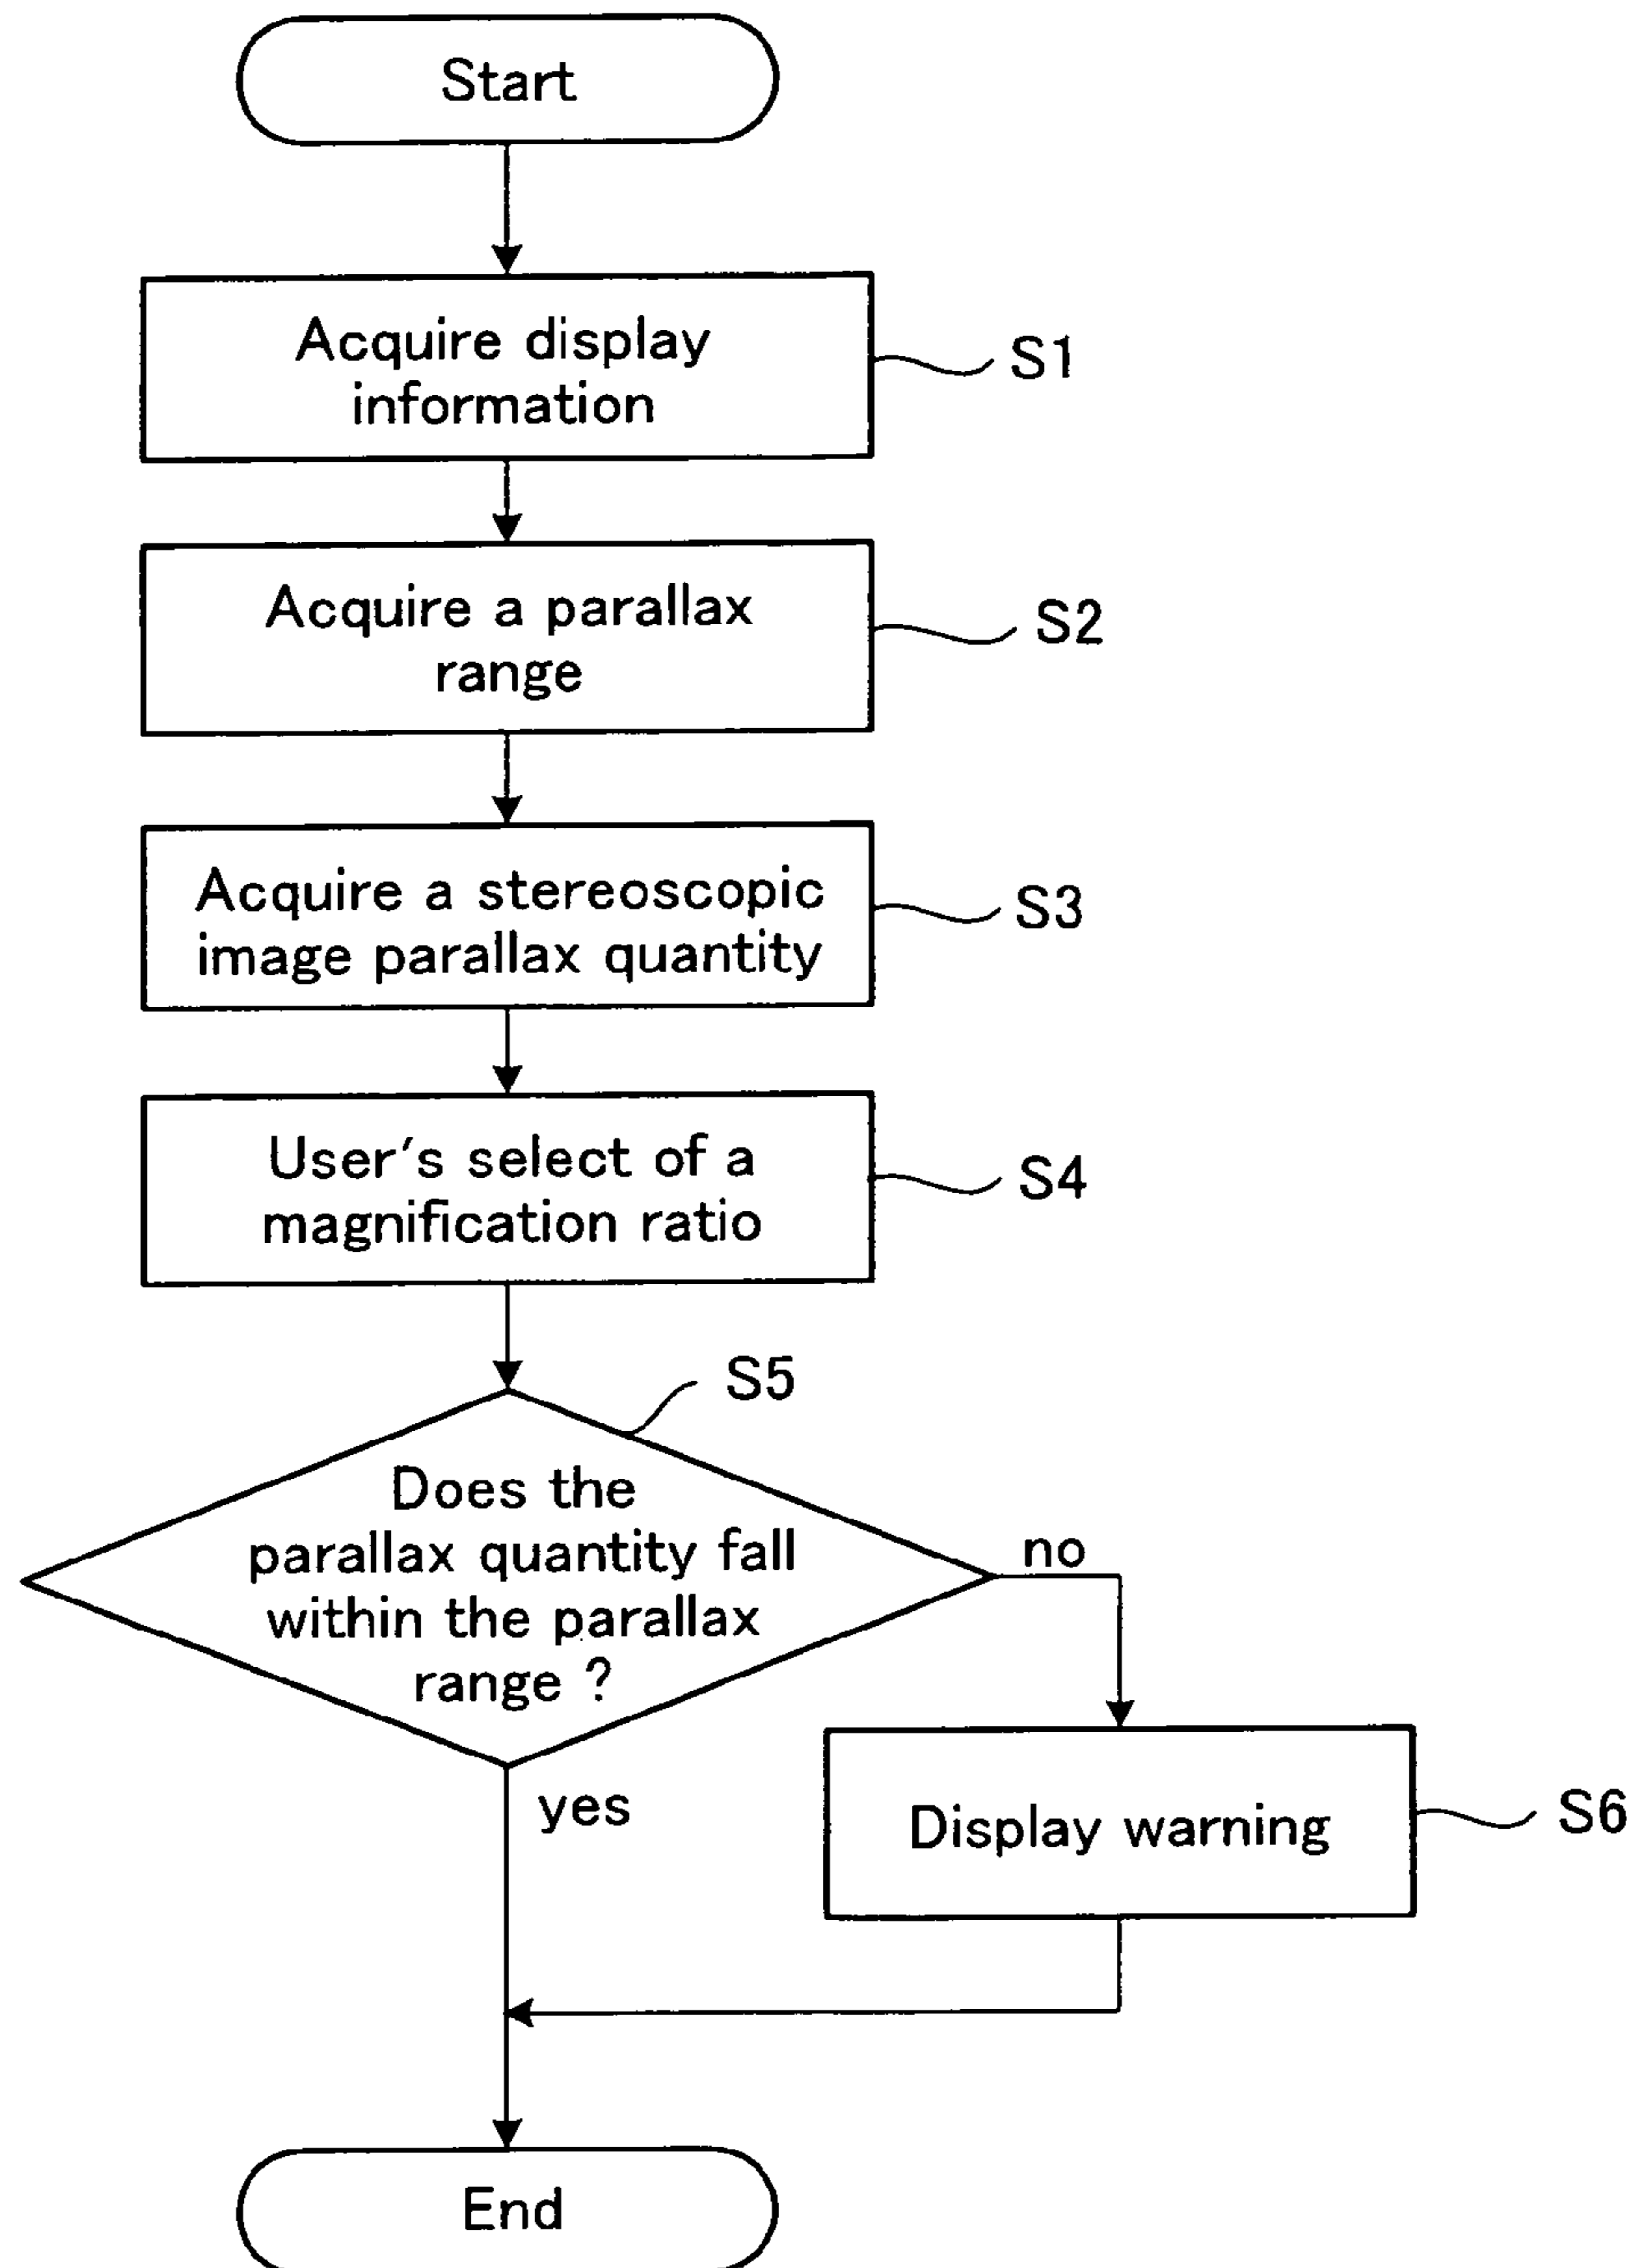 Start
Acquire display
information
S1
Acquire a parallax
range
S2
Acquire a stereoscopic
image parallax quantity
S3
User's select of a
magnification ratio
S4
S5
Does the
parallax quantity fall
within the parallax
range ?
no
yes
Display warning
S6
End